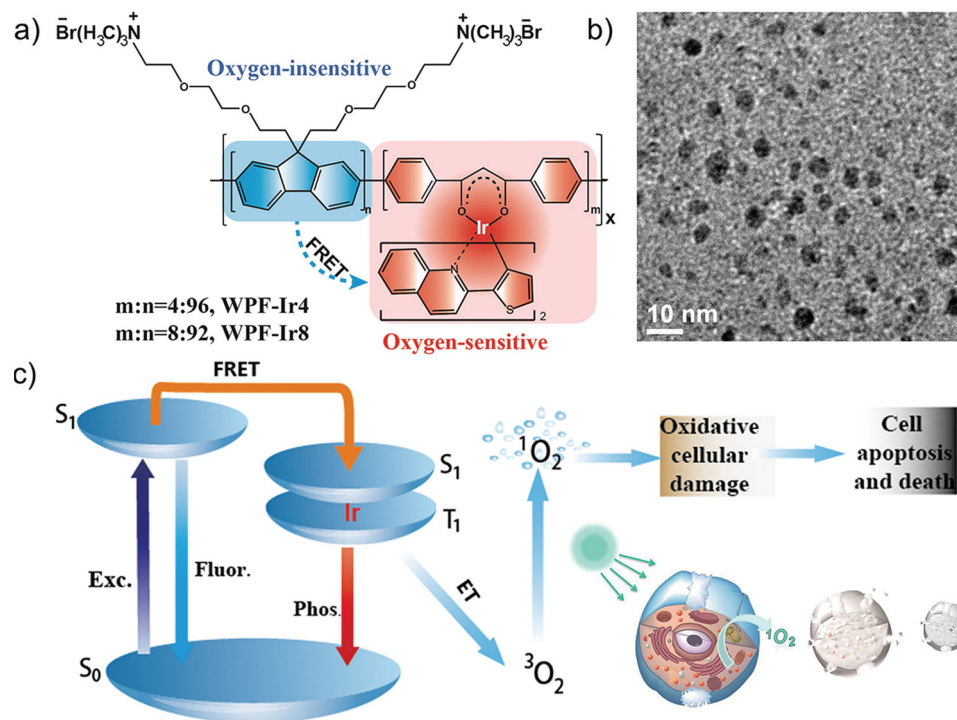 a)
Br(H₃C)₃N
−
+
N(CH₃)₃Br
+
−
Oxygen-insensitive
O
O
O
O
n
m
x
O
O
Ir
FRET
N
S
2
m:n=4:96, WPF-Ir4
m:n=8:92, WPF-Ir8
Oxygen-sensitive
b)
10 nm
c)
FRET
S₁
S₁
Ir
T₁
Exc.
Fluor.
Phos.
ET
S₀
³O₂
¹O₂
Oxidative
cellular
damage
Cell
apoptosis
and death
¹O₂